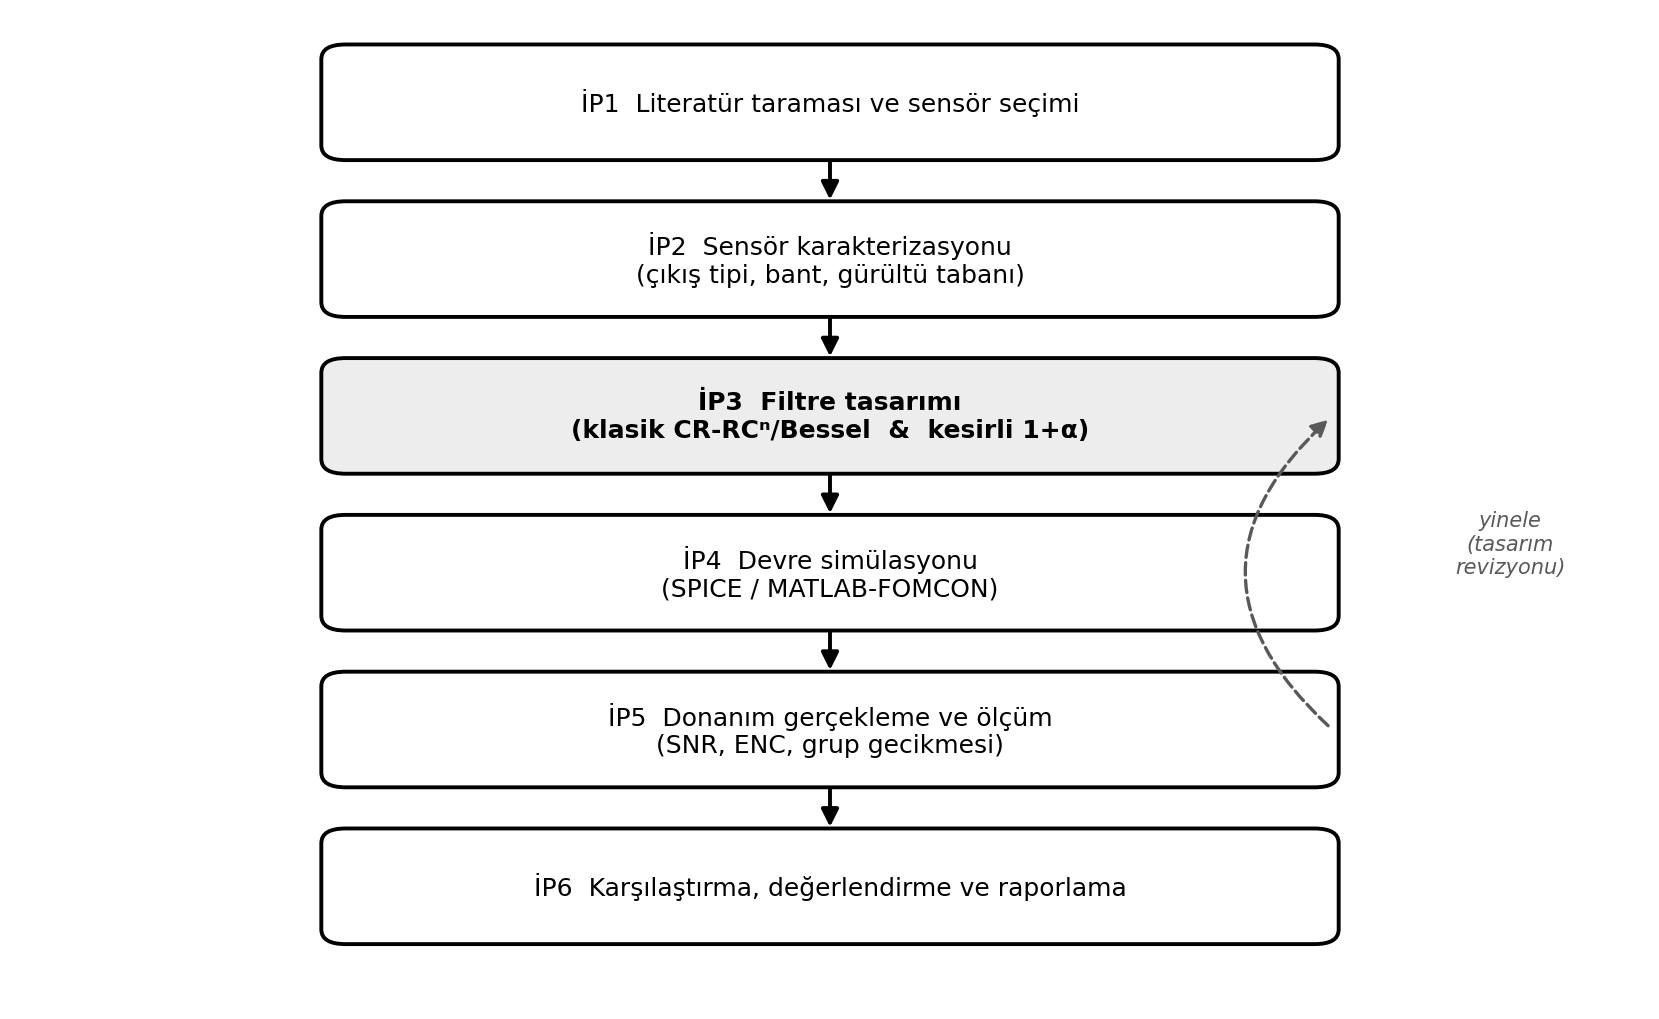 İP1  Literatür taraması ve sensör seçimi
İP2  Sensör karakterizasyonu
(çıkış tipi, bant, gürültü tabanı)
İP3  Filtre tasarımı
(klasik CR-RCⁿ/Bessel  &  kesirli 1+α)
İP4  Devre simülasyonu
(SPICE / MATLAB-FOMCON)
yinele
(tasarım
revizyonu)
İP5  Donanım gerçekleme ve ölçüm
(SNR, ENC, grup gecikmesi)
İP6  Karşılaştırma, değerlendirme ve raporlama